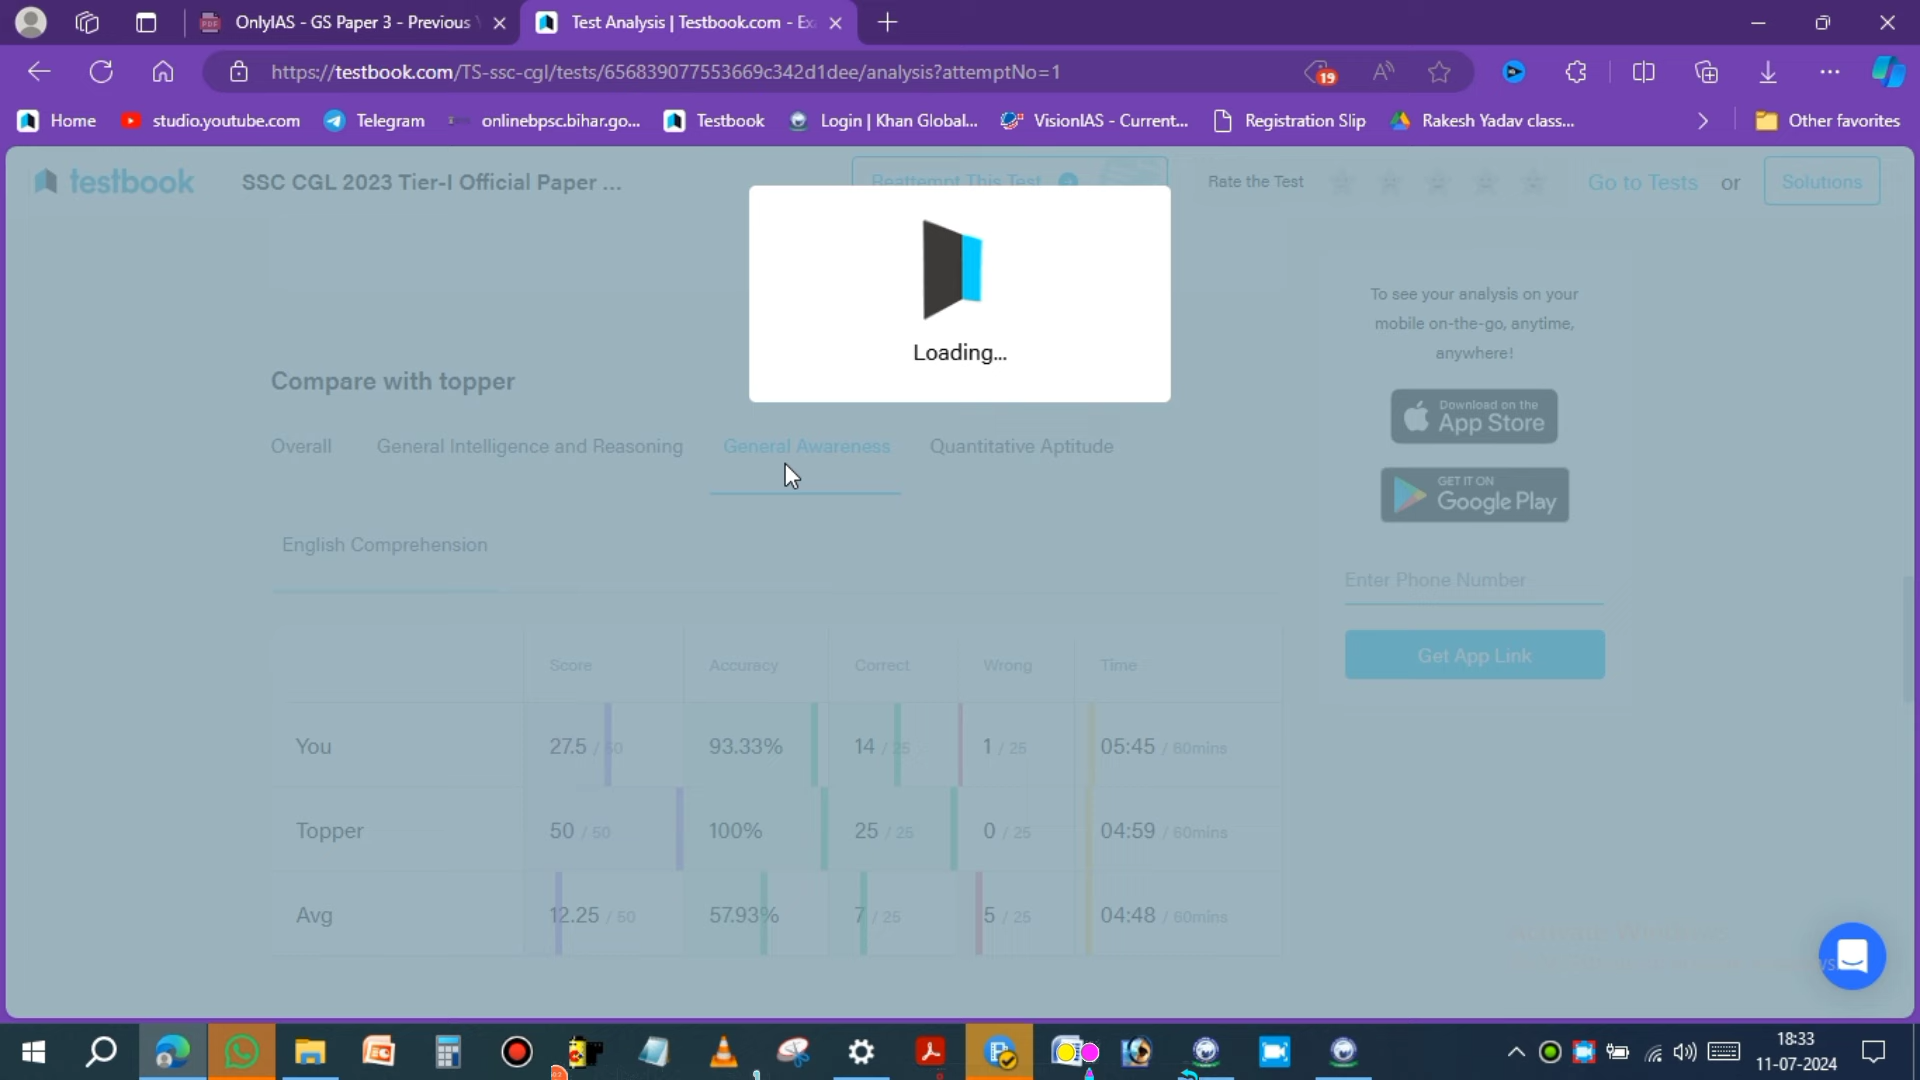 OnlyIAS - GS Paper 3 - Previous
Test Analysis | Testbook.com - Ex
https://testbook.com/TS-ssc-cgl/tests/656839077553669c342d1dee/analysis?attemptNo=1
19
Home
studio.youtube.com
Telegram
onlinebpsc.bihar.go...
Testbook
Login | Khan Global...
VisionIAS - Current...
Registration Slip
Rakesh Yadav class...
Other favorites
testbook
SSC CGL 2023 Tier-I Official Paper ...
Reattempt This Test
Rate the Test
Go to Tests or Solutions
Loading...
To see your analysis on your
mobile on-the-go, anytime,
anywhere!
Download on the
App Store
GET IT ON
Google Play
Enter Phone Number
Get App Link
Compare with topper
Overall General Intelligence and Reasoning General Awareness Quantitative Aptitude
English Comprehension
Score Accuracy Correct Wrong Time
You 27.5 / 50 93.33% 14 / 25 1 / 25 05:45 / 60mins
Topper 50 / 50 100% 25 / 25 0 / 25 04:59 / 60mins
Avg 12.25 / 50 57.93% 7 / 25 5 / 25 04:48 / 60mins
Activate Windows
18:33
11-07-2024